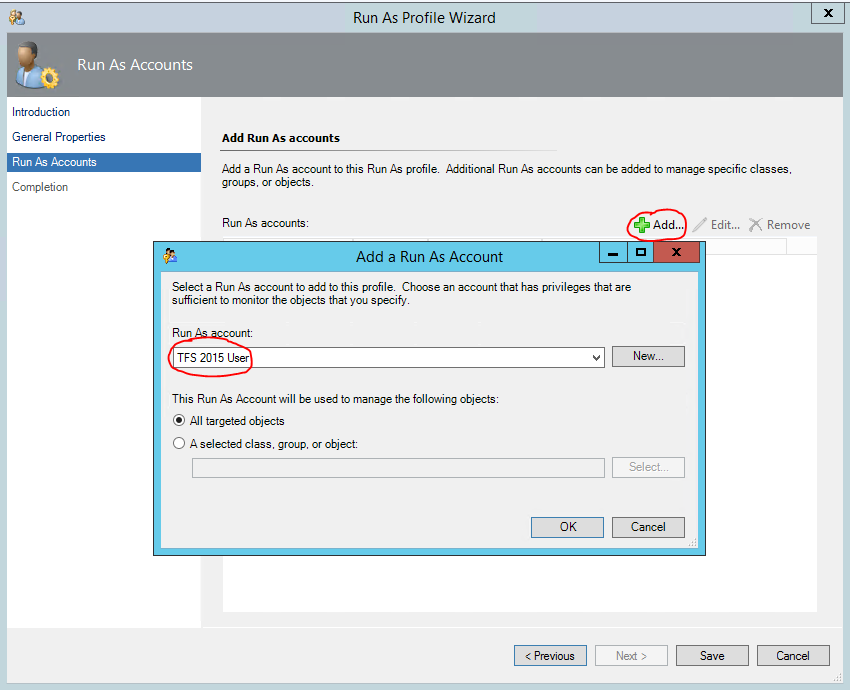 Run As Profile Wizard
x
Run As Accounts
Introduction
General Properties
Run As Accounts
Completion
Add Run As accounts
Add a Run As account to this Run As profile. Additional Run As accounts can be added to manage specific classes,
groups, or objects.
Run As accounts:
Add... Edit... Remove
Add a Run As Account
x
Select a Run As account to add to this profile. Choose an account that has privileges that are
sufficient to monitor the objects that you specify.
Run As account:
TFS 2015 User
New...
This Run As Account will be used to manage the following objects:
All targeted objects
A selected class, group, or object:
Select...
OK Cancel
< Previous Next > Save Cancel